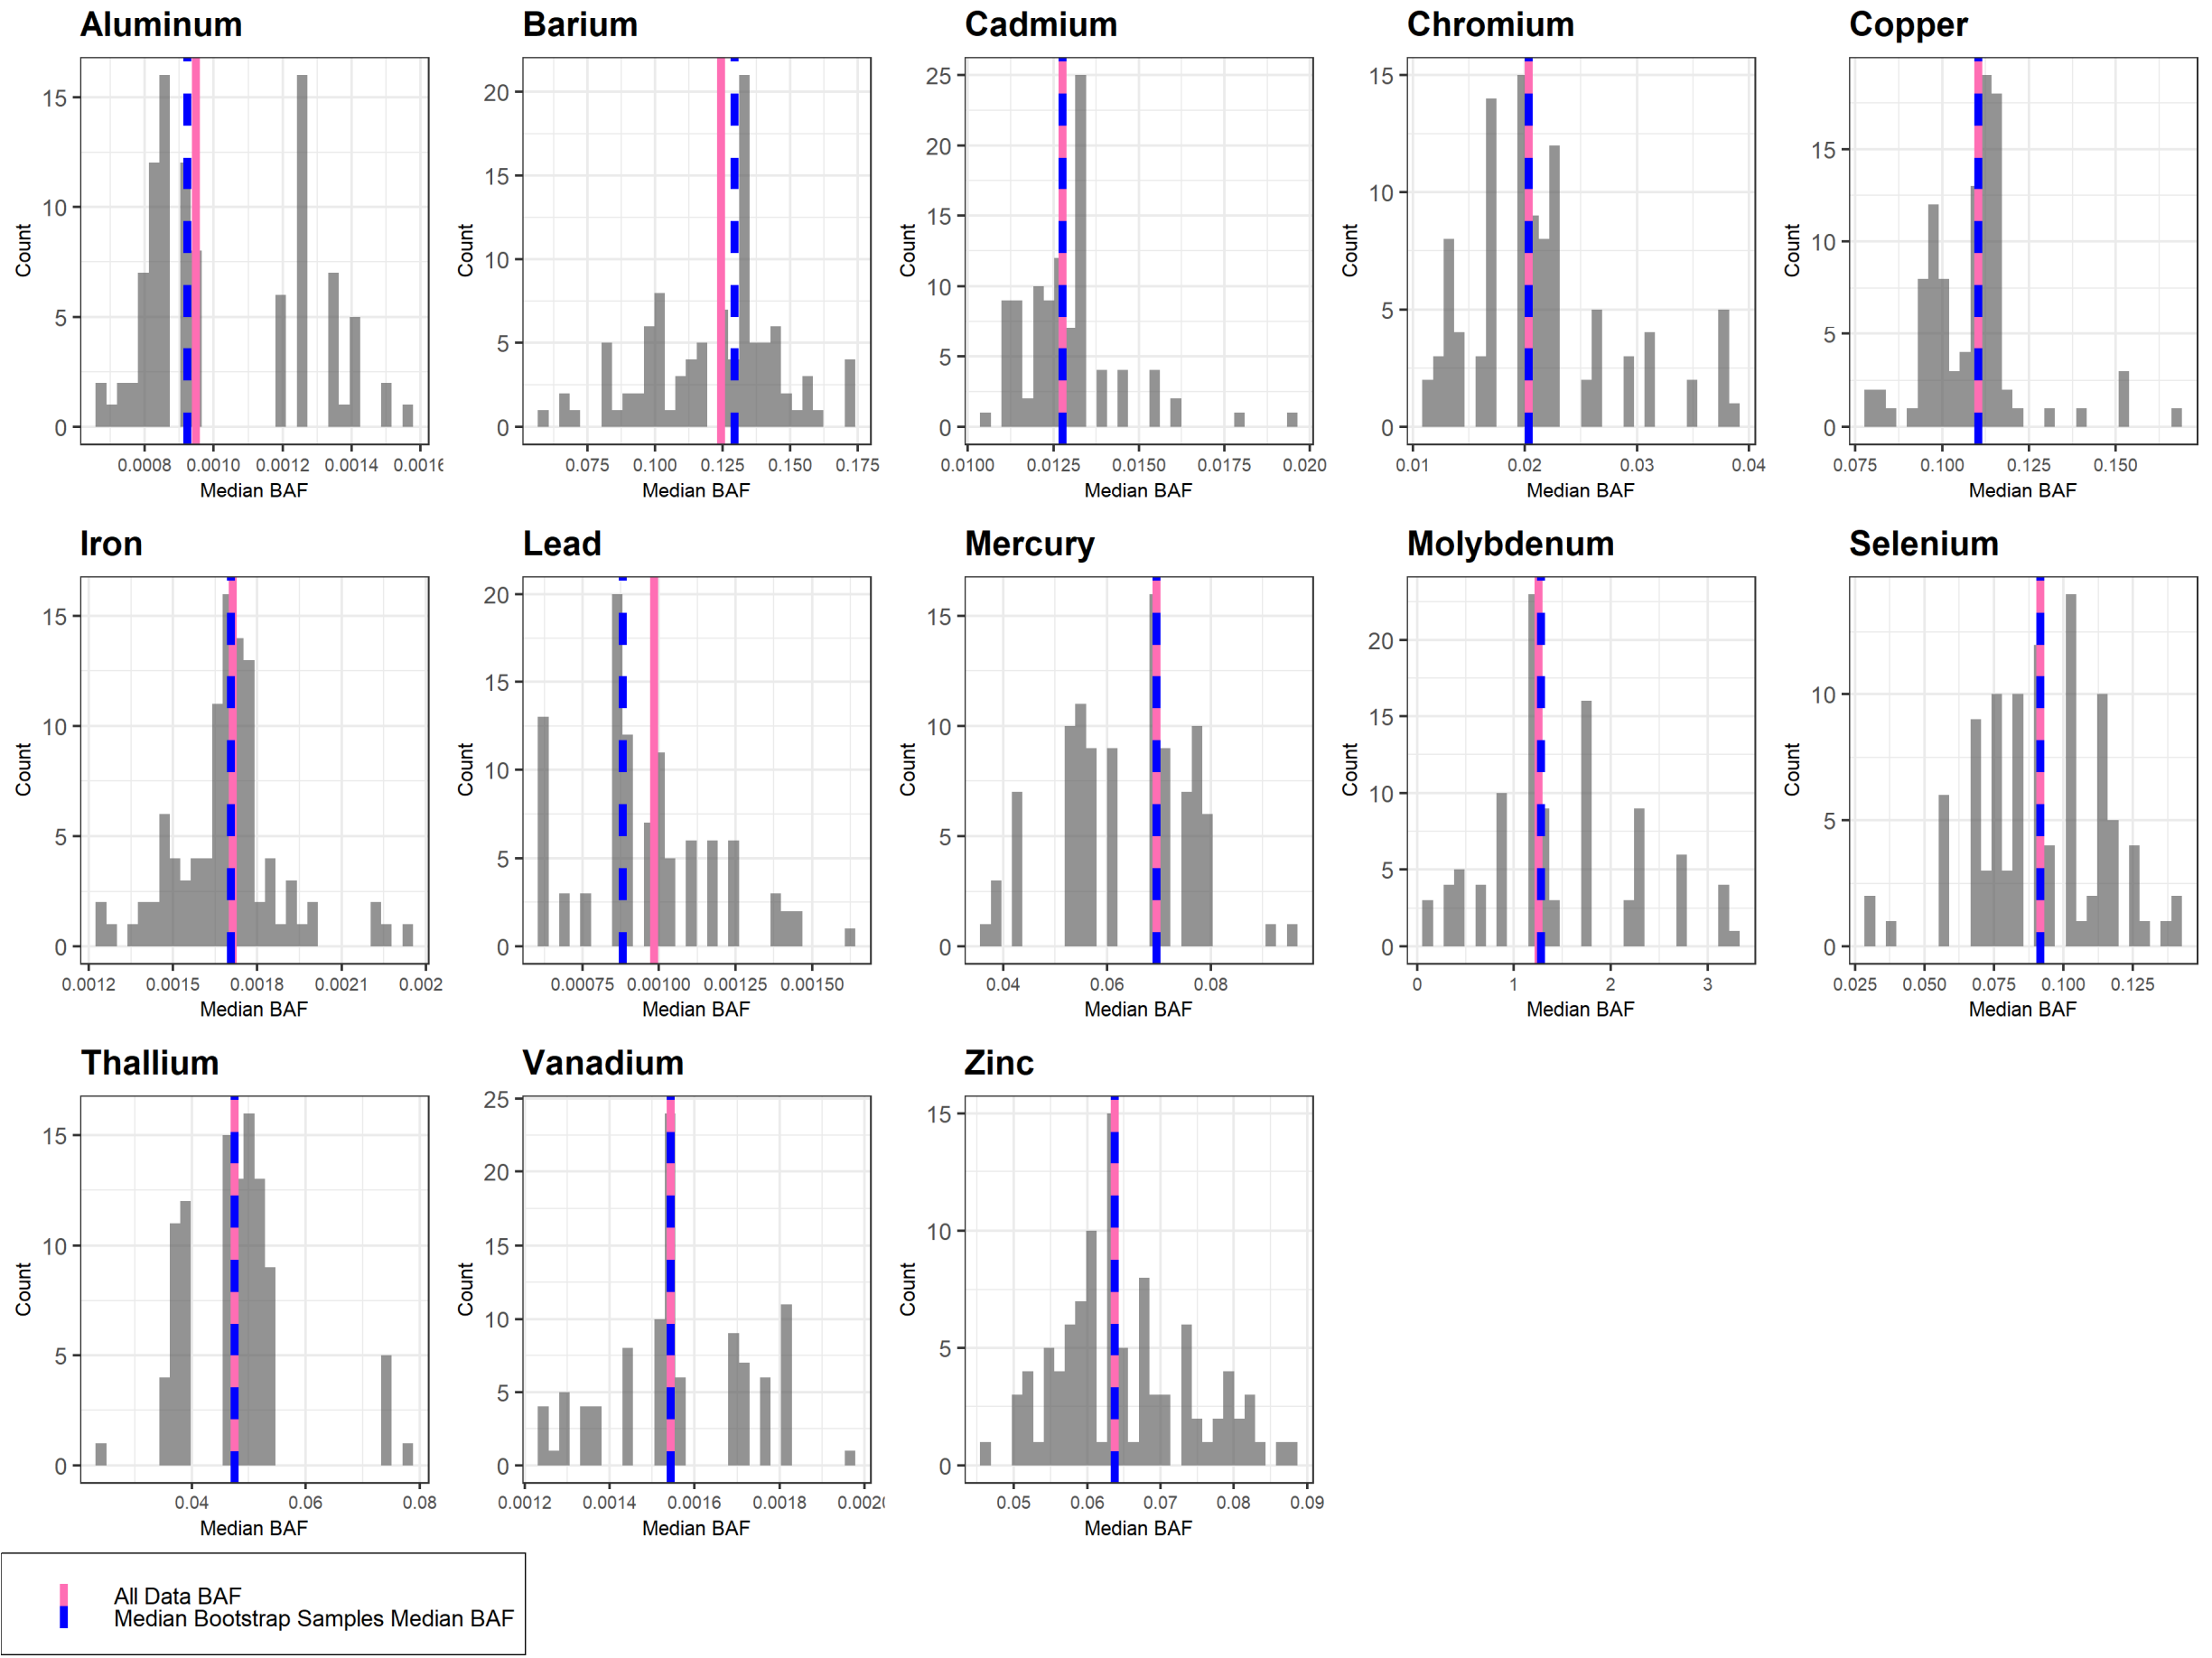 Aluminum Barium Cadmium Chromium Copper
15 10 5 0 Count
0.0008 0.0010 0.0012 0.0014 0.0016
Median BAF
20 15 10 5 0 Count
0.075 0.100 0.125 0.150 0.175
Median BAF
25 20 15 10 5 0 Count
0.0100 0.0125 0.0150 0.0175 0.020
Median BAF
15 10 5 0 Count
0.01 0.02 0.03 0.04
Median BAF
15 10 5 0 Count
0.075 0.100 0.125 0.150
Median BAF
Iron Lead Mercury Molybdenum Selenium
15 10 5 0 Count
0.0012 0.0015 0.0018 0.0021 0.002
Median BAF
20 15 10 5 0 Count
0.00075 0.00100 0.00125 0.00150
Median BAF
15 10 5 0 Count
0.04 0.06 0.08
Median BAF
20 15 10 5 0 Count
0 1 2 3
Median BAF
10 5 0 Count
0.025 0.050 0.075 0.100 0.125
Median BAF
Thallium Vanadium Zinc
15 10 5 0 Count
0.04 0.06 0.08
Median BAF
25 20 15 10 5 0 Count
0.0012 0.0014 0.0016 0.0018 0.002
Median BAF
15 10 5 0 Count
0.05 0.06 0.07 0.08 0.09
Median BAF
All Data BAF
Median Bootstrap Samples Median BAF